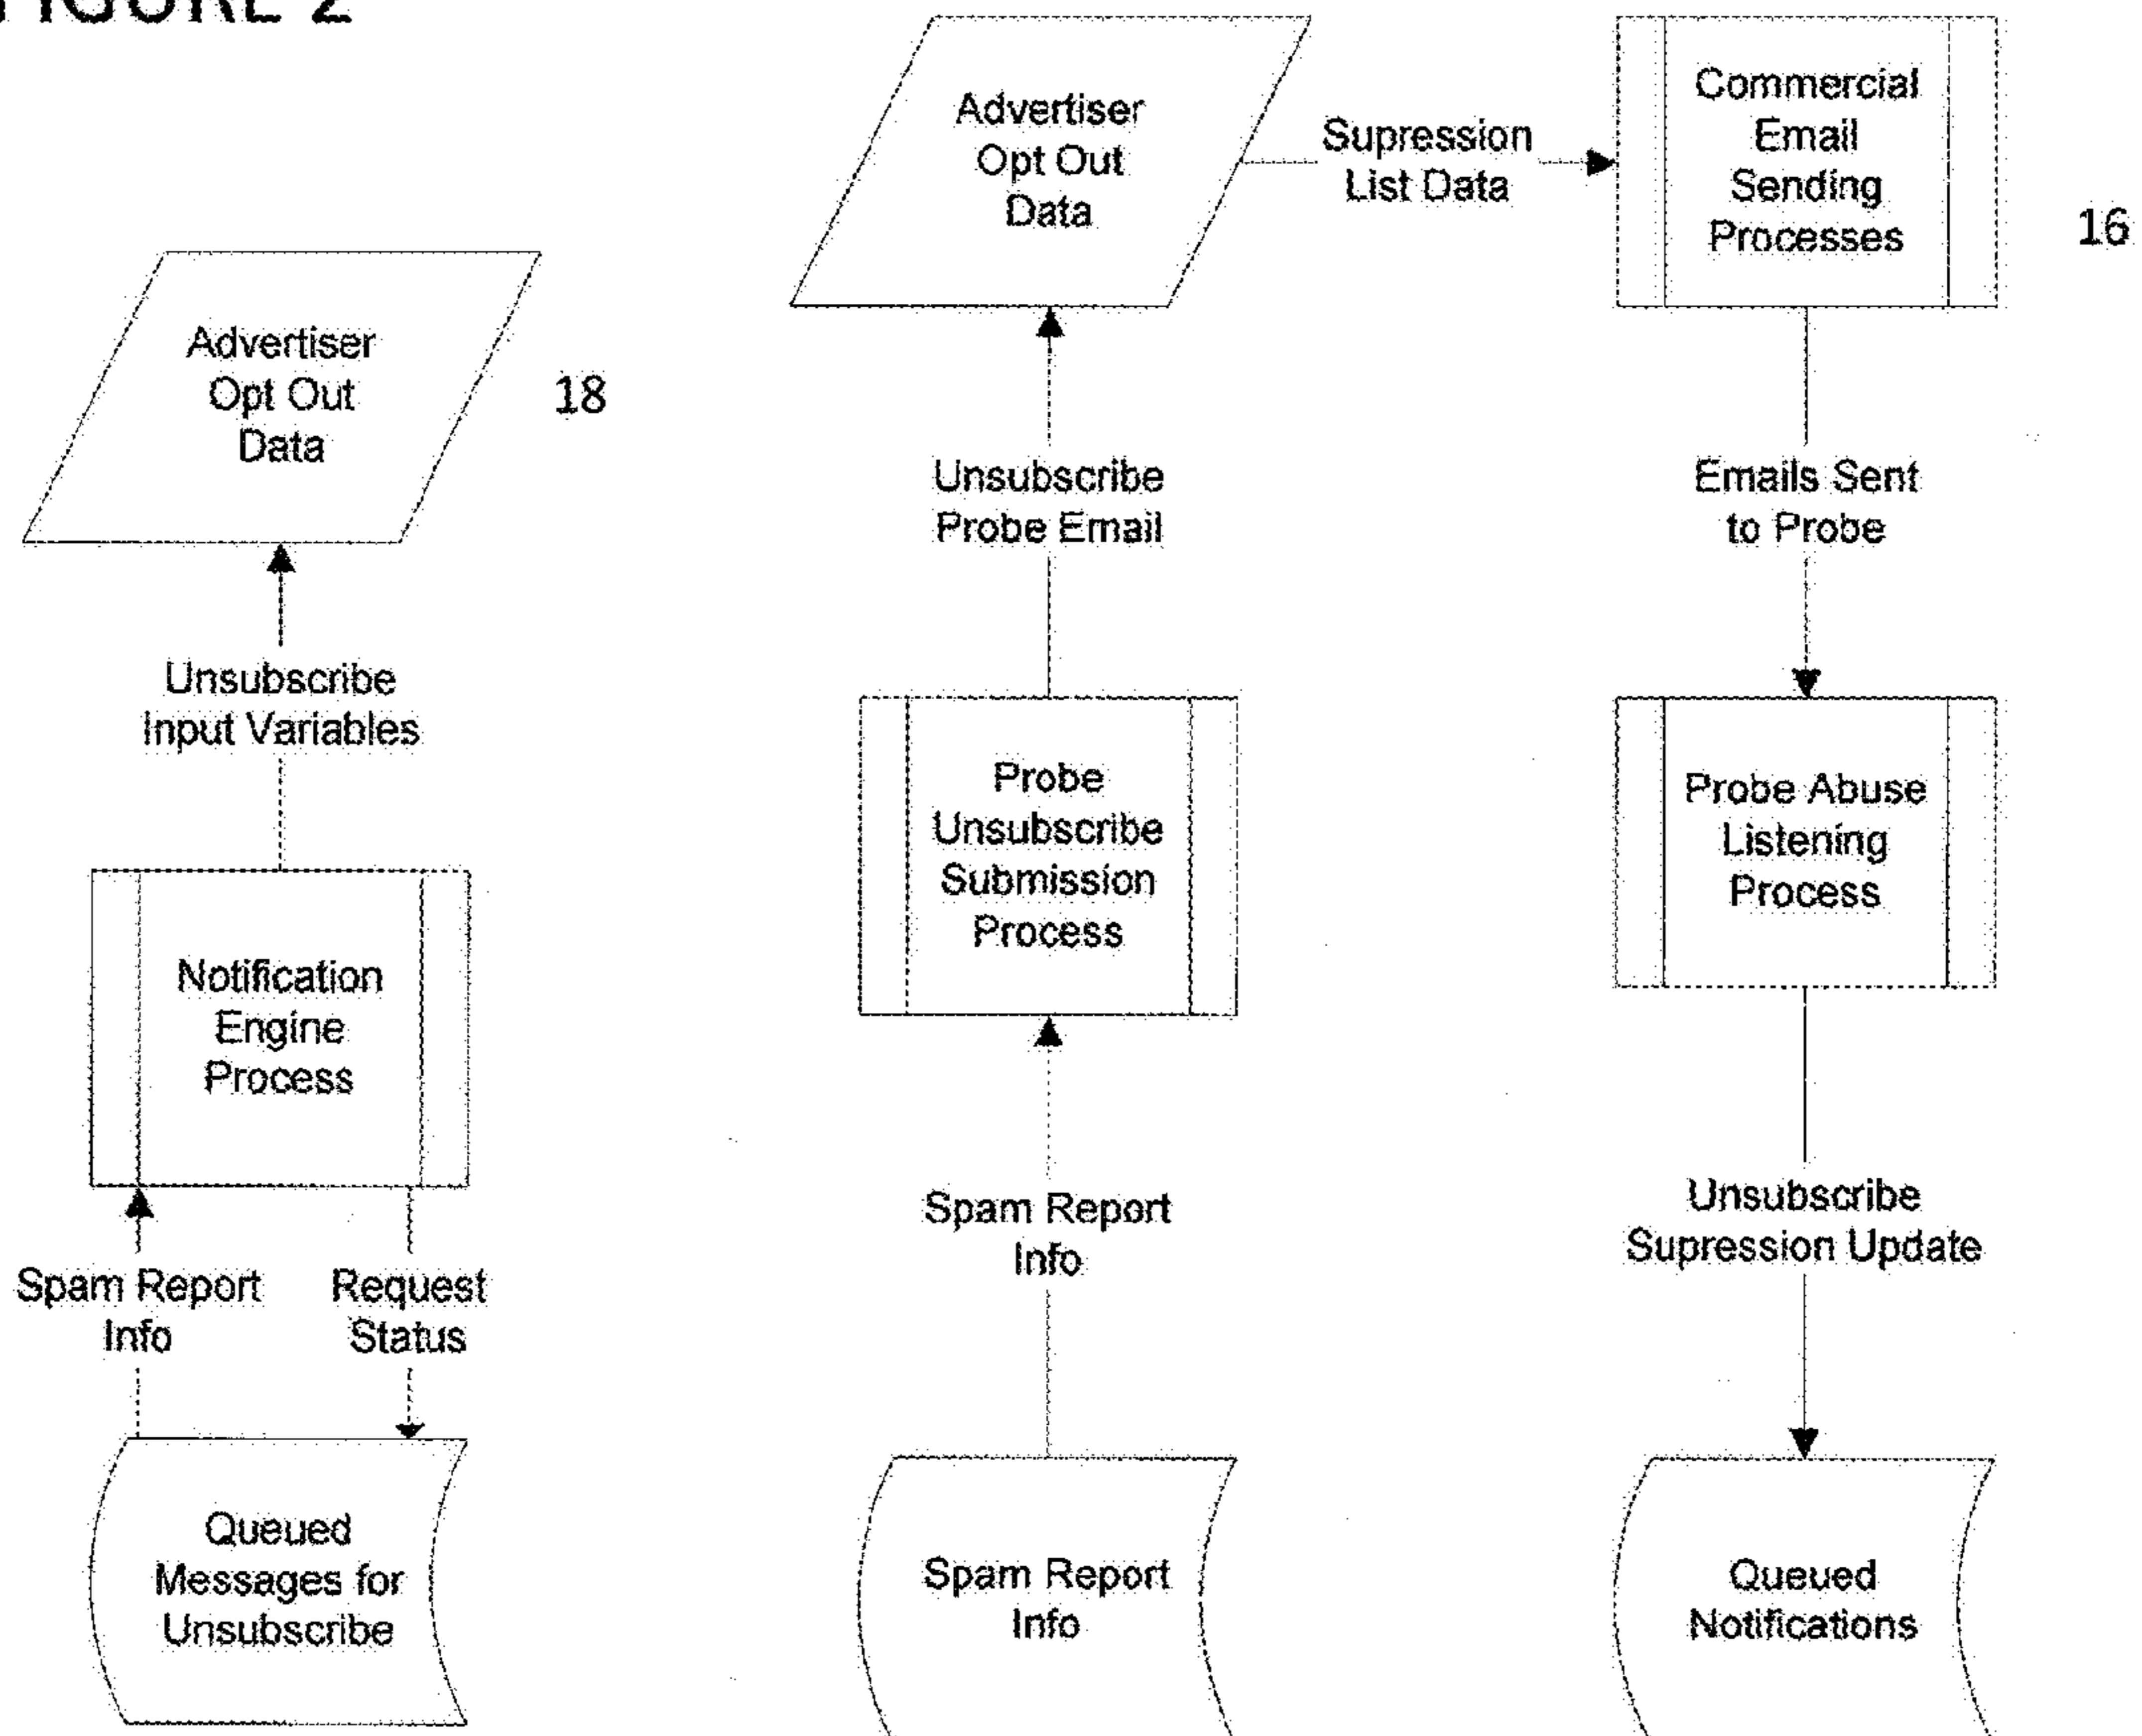 FIGURE 2
Advertiser
Opt Out
Data
18
Unsubscribe
Input Variables
Notification
Engine
Process
Spam Report
Info
Request
Status
Queued
Messages for
Unsubscribe
Advertiser
Opt Out
Data
Supression
List Data
Commercial
Email
Sending
Processes
16
Unsubscribe
Probe Email
Probe
Unsubscribe
Submission
Process
Spam Report
Info
Spam Report
Info
Emails Sent
to Probe
Probe Abuse
Listening
Process
Unsubscribe
Supression Update
Queued
Notifications